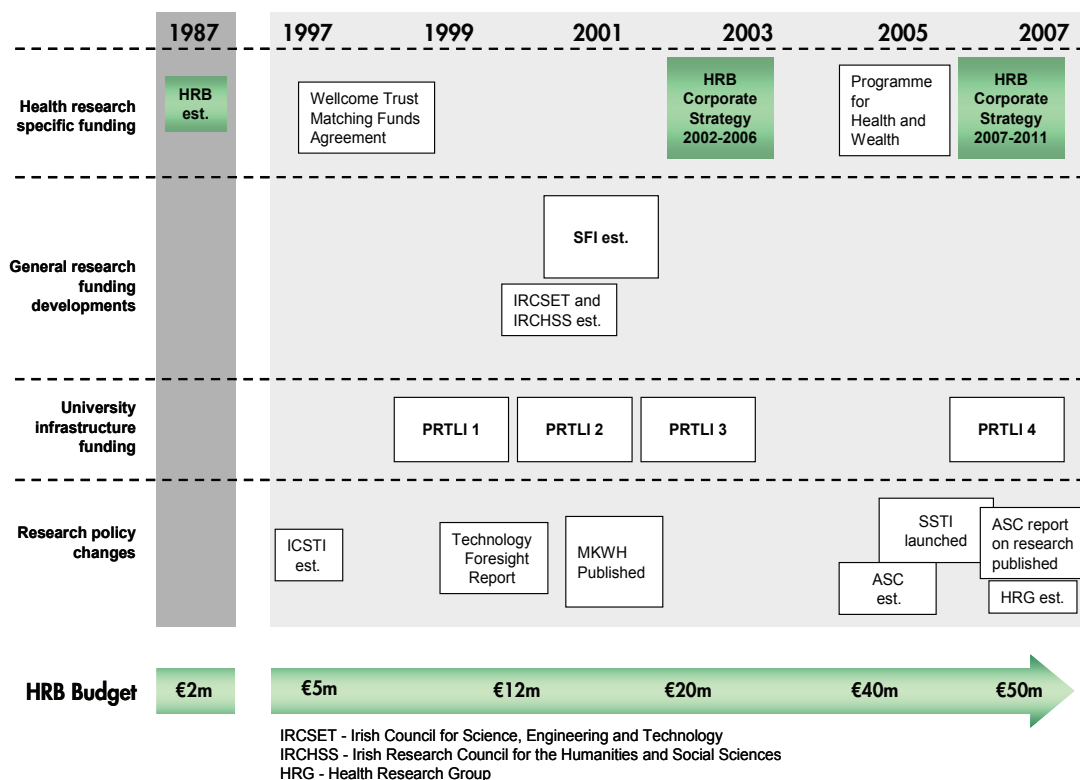 1987 1997 1999 2001 2003 2005 2007
Health research
specific funding
HRB
est.
Wellcome Trust
Matching Funds
Agreement
HRB
Corporate
Strategy
2002-2006
Programme
for
Health and
Wealth
HRB
Corporate
Strategy
2007-2011
General research
funding
developments
SFI est.
IRCSET and
IRCHSS est.
University
infrastructure
funding
PRTLI 1
PRTLI 2
PRTLI 3
PRTLI 4
Research policy
changes
ICSTI
est.
Technology
Foresight
Report
MKWH
Published
SSTI
launched
ASC
est.
ASC report
on research
published
HRG est.
HRB Budget €2m €5m €12m €20m €40m €50m
IRCSET - Irish Council for Science, Engineering and Technology
IRCHSS - Irish Research Council for the Humanities and Social Sciences
HRG - Health Research Group